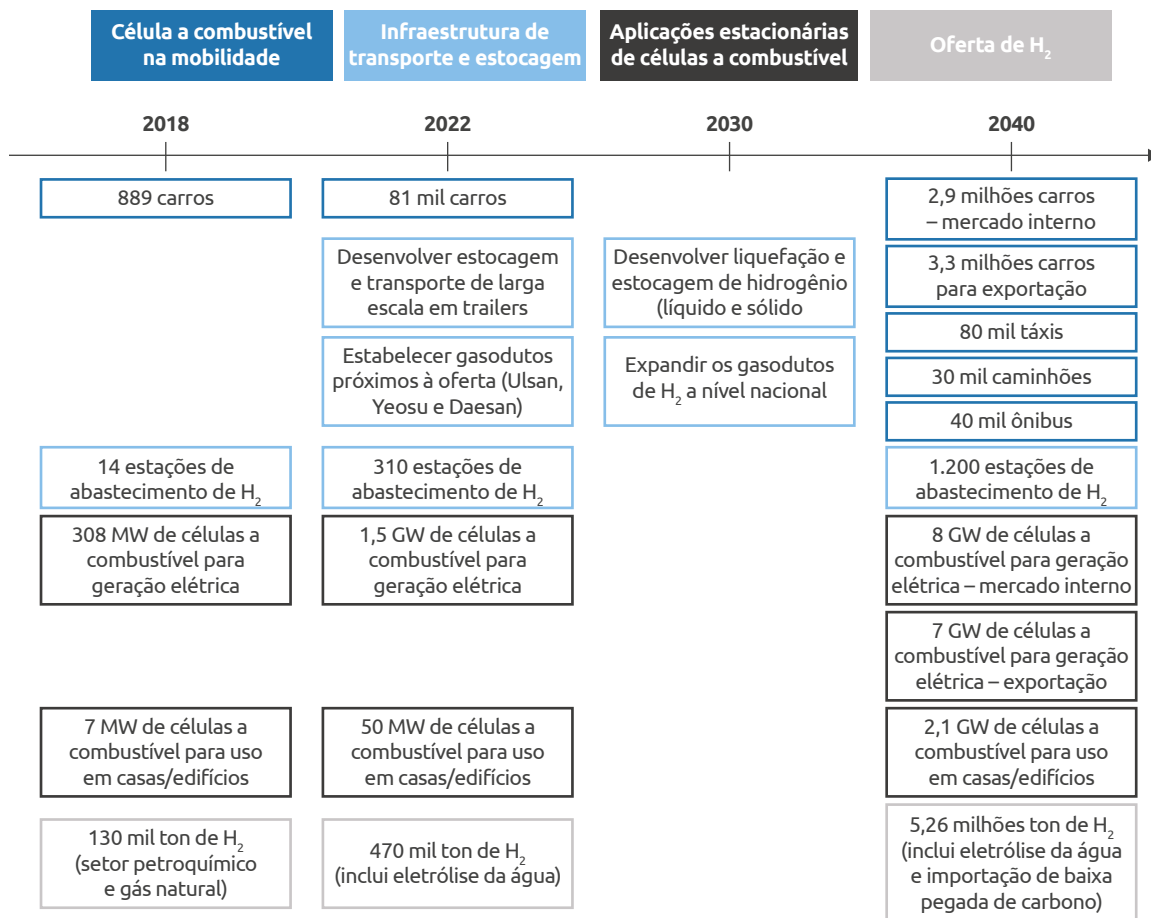 Célula a combustível
na mobilidade
Infraestrutura de
transporte e estocagem
Aplicações estacionárias
de células a combustível
Oferta de H₂
2018
2022
2030
2040
889 carros
81 mil carros
2,9 milhões carros
– mercado interno
Desenvolver estocagem
e transporte de larga
escala em trailers
Desenvolver liquefação e
estocagem de hidrogênio
(líquido e sólido
3,3 milhões carros
para exportação
80 mil táxis
Estabelecer gasodutos
próximos à oferta (Ulsan,
Yeosu e Daesan)
Expandir os gasodutos
de H₂ a nível nacional
30 mil caminhões
40 mil ônibus
14 estações de
abastecimento de H₂
310 estações de
abastecimento de H₂
1.200 estações de
abastecimento de H₂
308 MW de células a
combustível para
geração elétrica
1,5 GW de células a
combustível para
geração elétrica
8 GW de células a
combustível para geração
elétrica – mercado interno
7 GW de células a
combustível para geração
elétrica – exportação
7 MW de células a
combustível para uso
em casas/edifícios
50 MW de células a
combustível para uso
em casas/edifícios
2,1 GW de células a
combustível para uso
em casas/edifícios
130 mil ton de H₂
(setor petroquímico
e gás natural)
470 mil ton de H₂
(inclui eletrólise da água)
5,26 milhões ton de H₂
(inclui eletrólise da água
e importação de baixa
pegada de carbono)